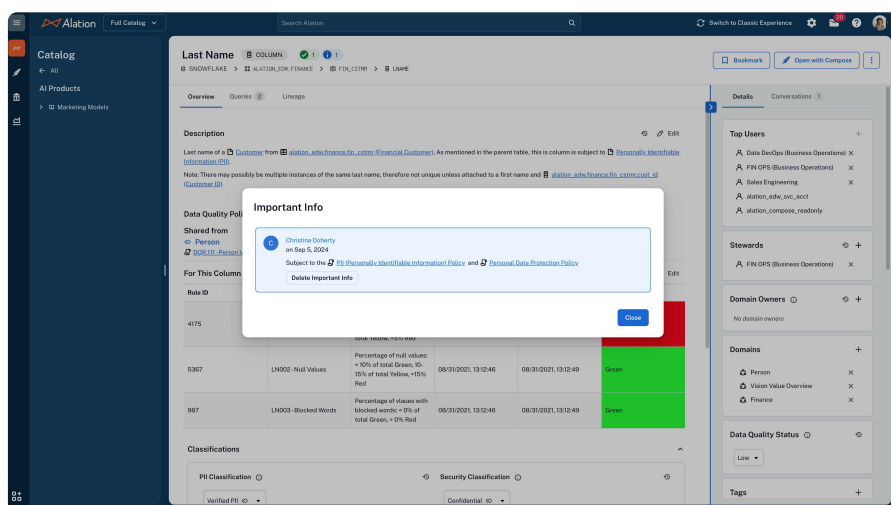 Alation
Full Catalog
Search Alation
Switch to Classic Experience
20
Catalog
← All
AI Products
Marketing Models
Last Name COLUMN 1 1
SNOWFLAKE > ALATION_EDW.FINANCE > FIN_CSTMR > LNAME
Bookmark
Open with Compose
Overview Queries 2 Lineage
Description
Edit
Last name of a Customer from alation_edw.finance.fin_cstmr (Financial Customer). As mentioned in the parent table, this is column is subject to Personally Identifiable
Information (PII).
Note: There may possibly be multiple instances of the same last name, therefore not unique unless attached to a first name and alation_edw.finance.fin_cstmr.cust_id
(Customer ID)
Data Quality Poli
Shared from
Person
DQR.111-Person
For This Column
Edit
Rule ID
4175
total Yellow, >5% Red
5367 LN002-Null Values
Percentage of null values:
< 10% of total Green, 10-
15% of total Yellow, >15%
Red
08/31/2021, 13:12:46 08/31/2021, 13:12:49 Green
987 LN003-Blocked Words
Percentage of vlaues with
blocked words: < 0% of
total Green, > 0% Red
08/31/2021, 13:12:46 08/31/2021, 13:12:49 Green
Classifications
PII Classification
Verified PII
Security Classification
Confidential
Important Info
C
Christina Doherty
on Sep 5, 2024
Subject to the PII (Personally Identifiable Information) Policy and Personal Data Protection Policy
Delete Important Info
Close
Details Conversations 1
Top Users
Data DevOps (Business Operations)
FIN OPS (Business Operations)
Sales Engineering
alation_edw_svc_acct
alation_compose_readonly
Stewards
FIN OPS (Business Operations)
Domain Owners
No domain owners
Domains
Person
Vision Value Overview
Finance
Data Quality Status
Low
Tags